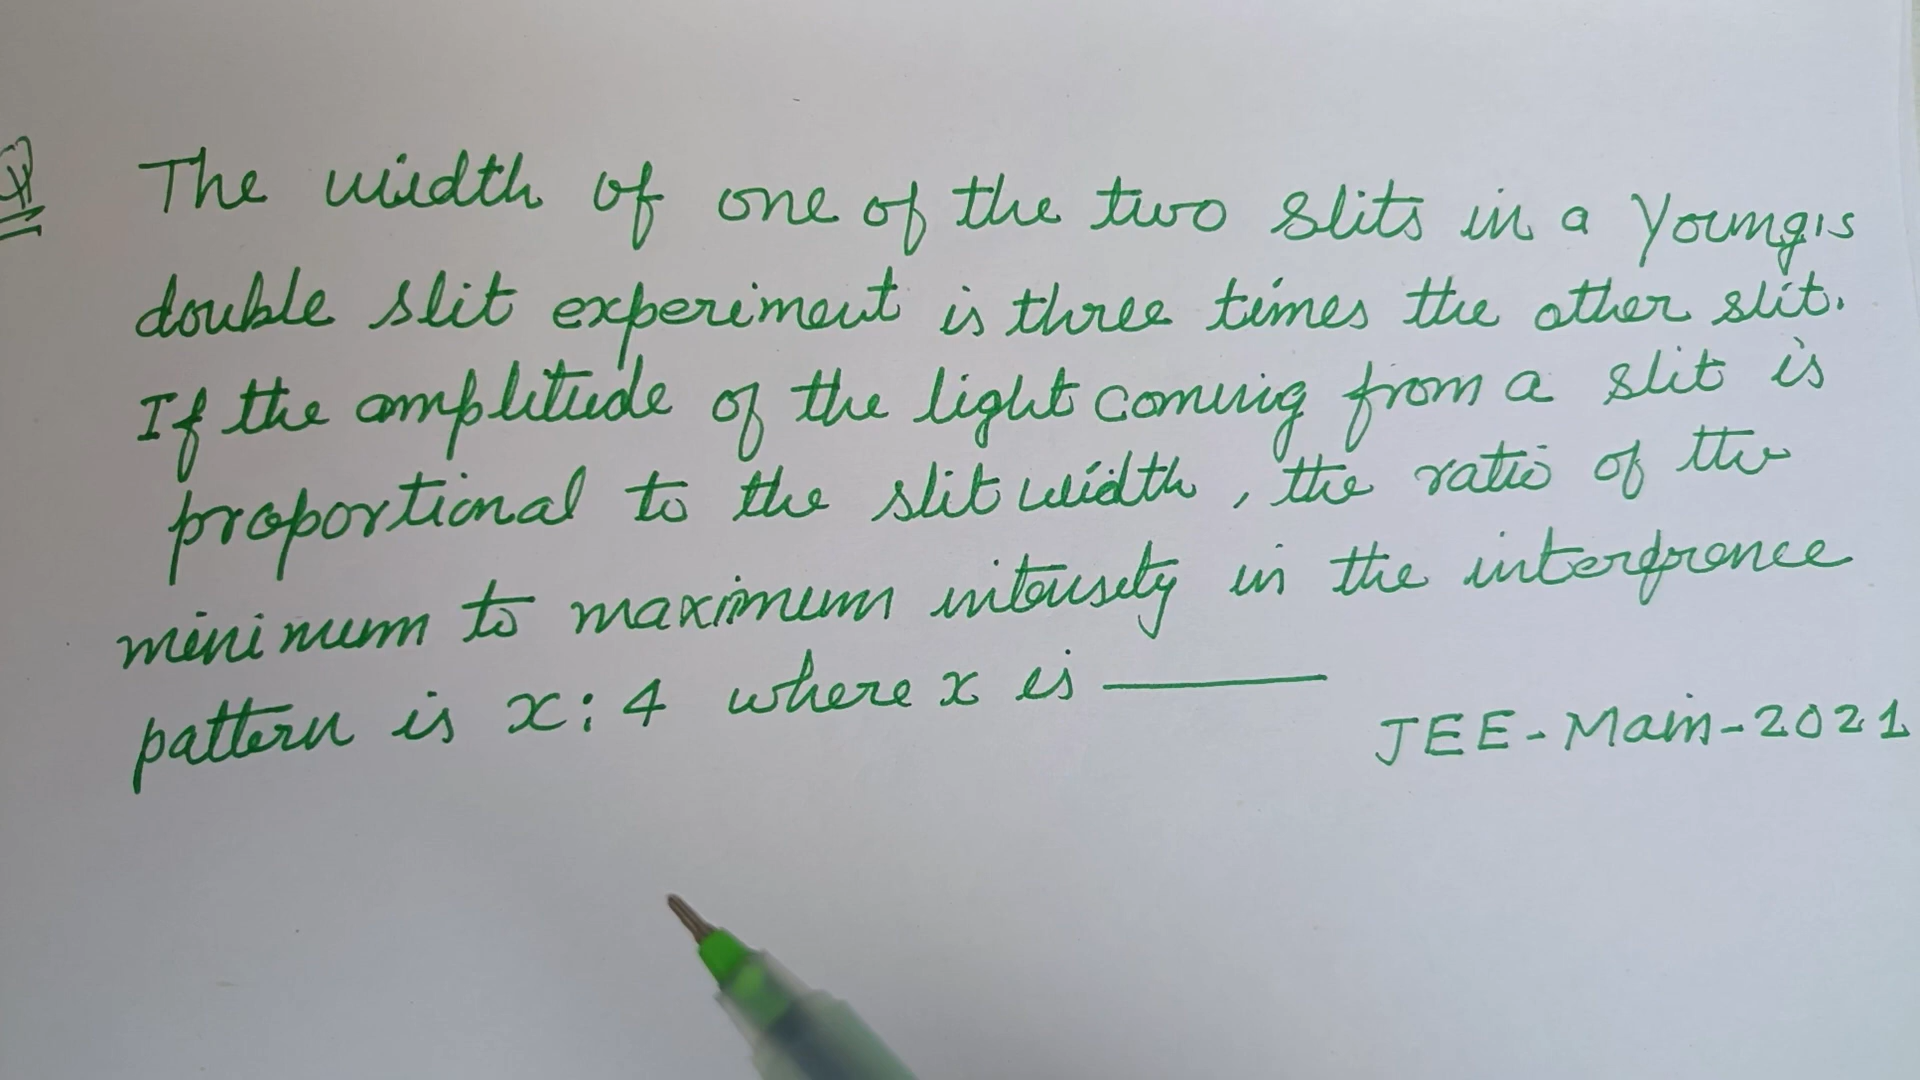 Q The width of one of the two slits in a Young's
double slit experiment is three times the other slit.
If the amplitude of the light coming from a slit is
proportional to the slit width, the ratio of the
minimum to maximum intensity in the interference
pattern is x : 4 where x is ______
JEE - Main - 2021